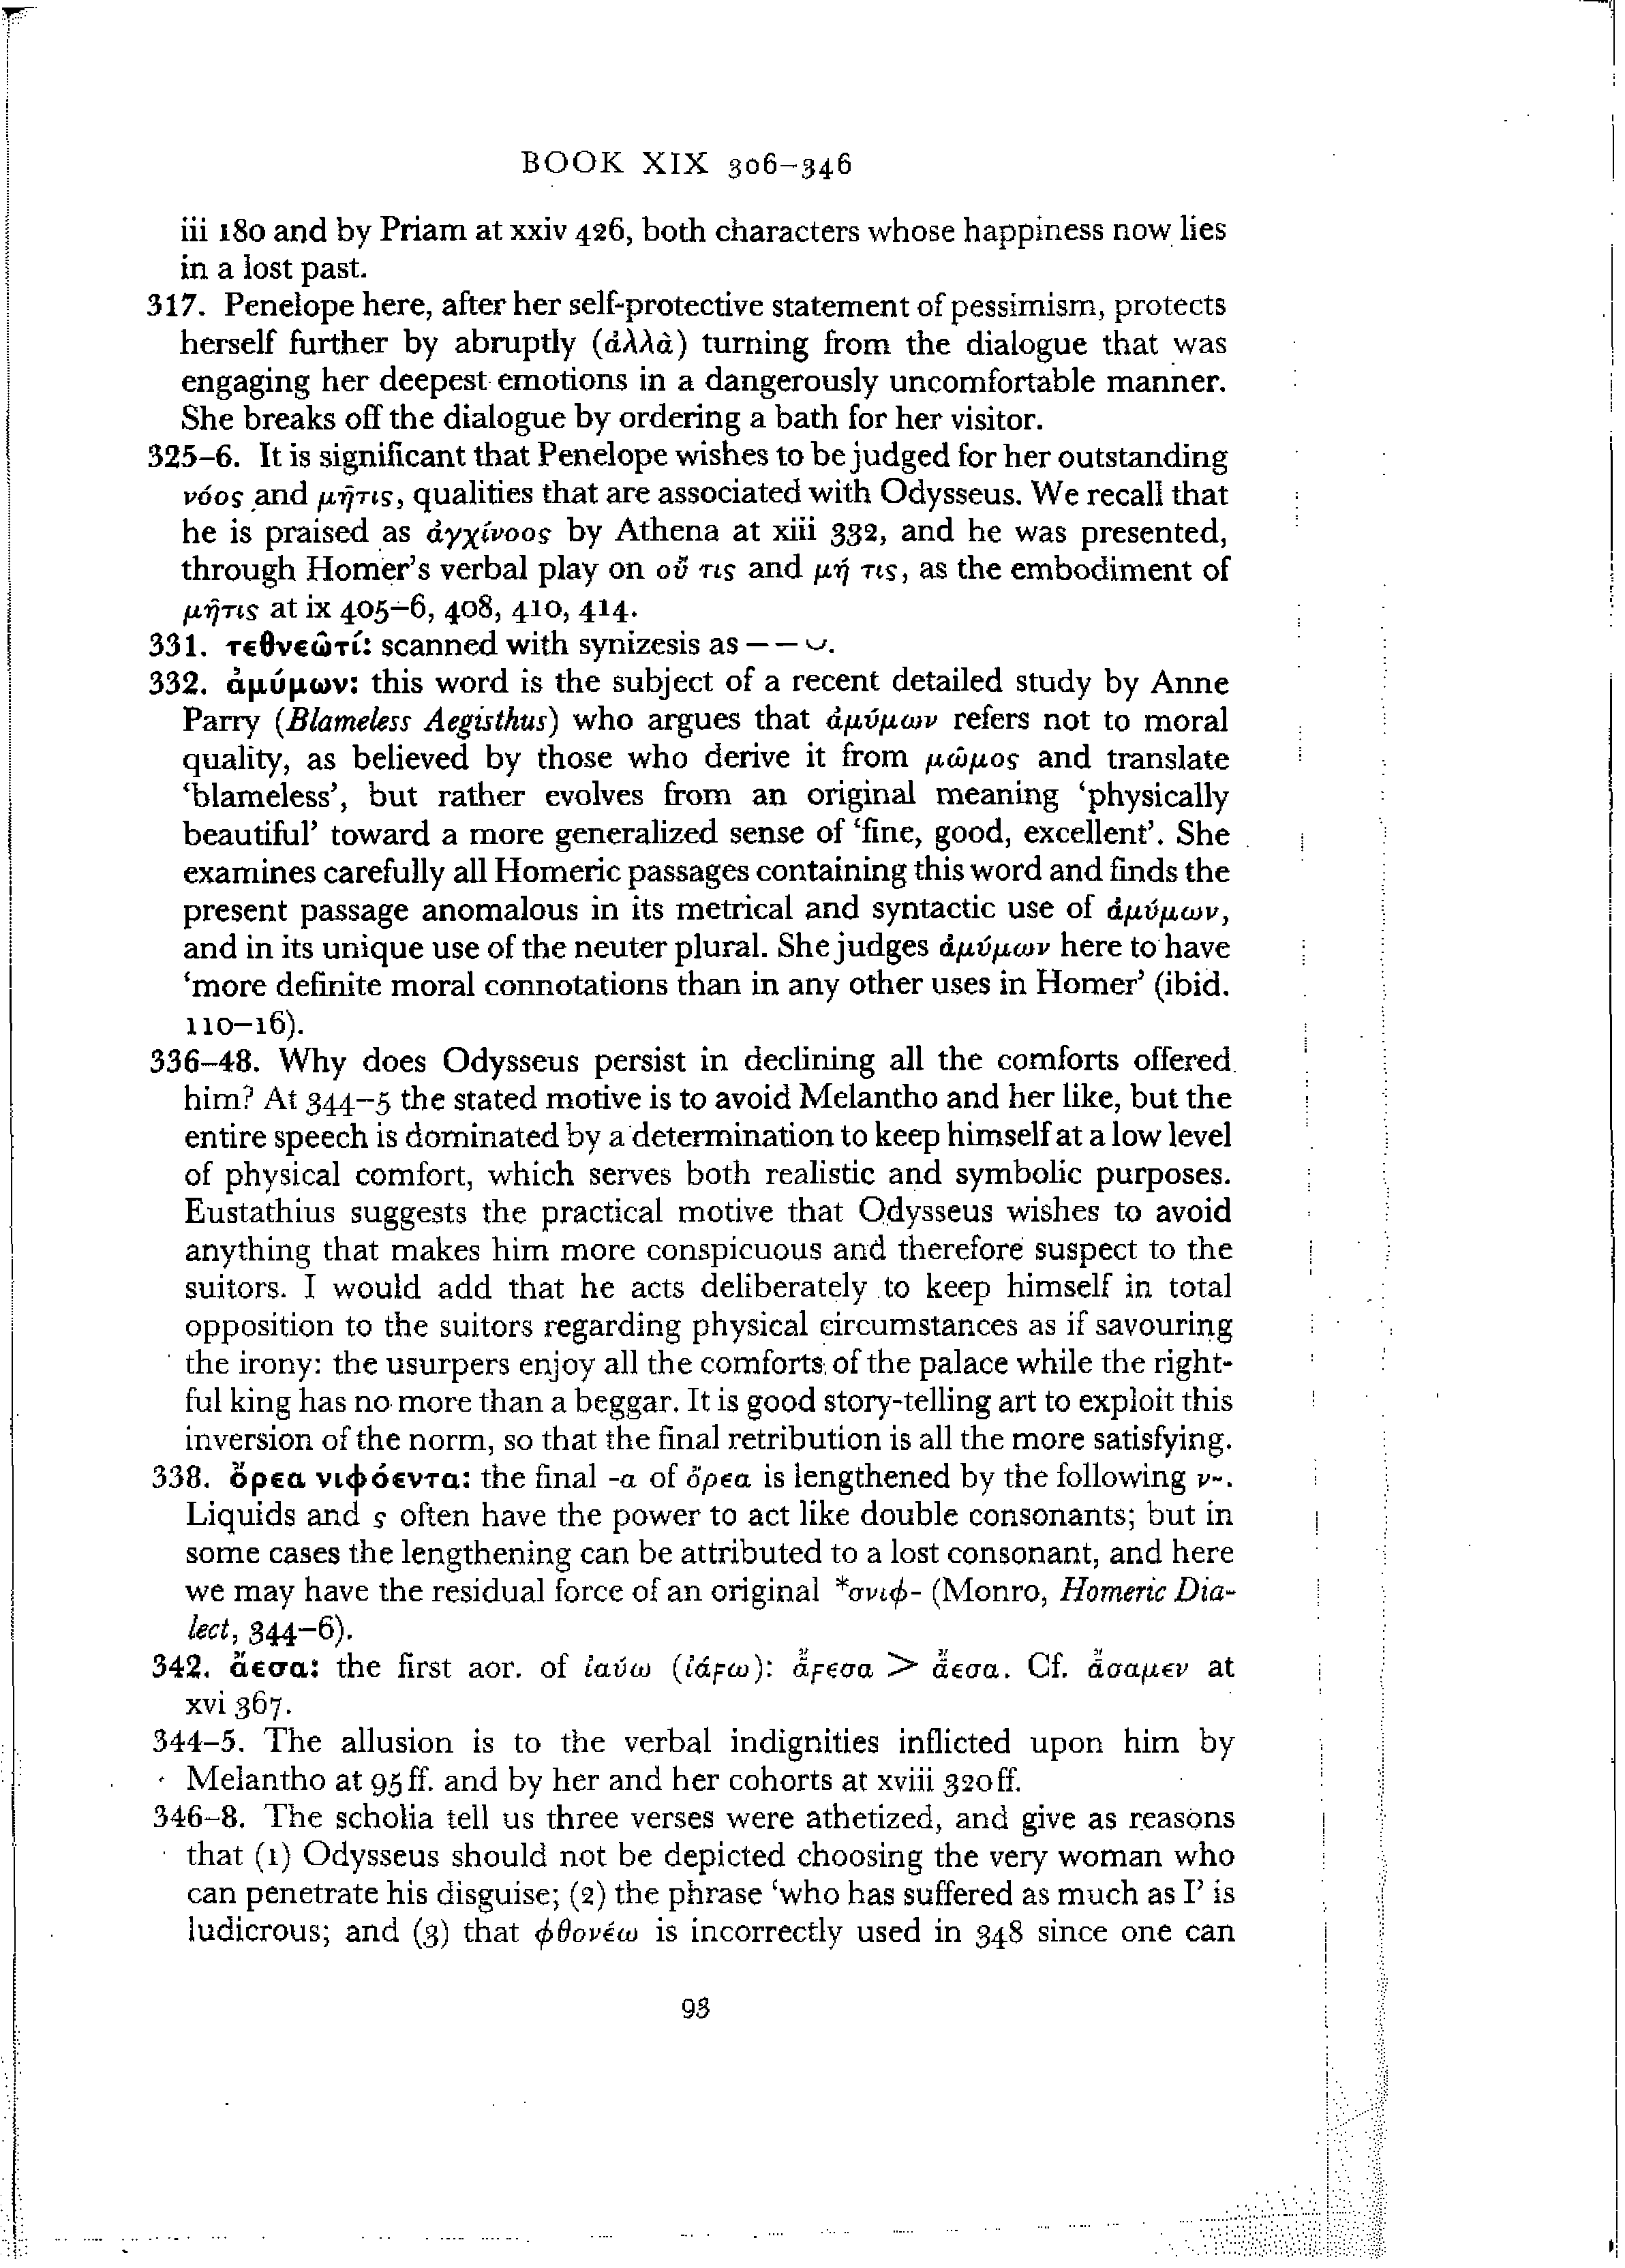 BOOK XIX 306–346
iii 180 and by Priam at xxiv 426, both characters whose happiness now lies
in a lost past.
317. Penelope here, after her self-protective statement of pessimism, protects
herself further by abruptly (ἀλλὰ) turning from the dialogue that was
engaging her deepest emotions in a dangerously uncomfortable manner.
She breaks off the dialogue by ordering a bath for her visitor.
325–6. It is significant that Penelope wishes to be judged for her outstanding
νόος and μῆτις, qualities that are associated with Odysseus. We recall that
he is praised as ἀγχίνοος by Athena at xiii 332, and he was presented,
through Homer's verbal play on οὔ τις and μή τις, as the embodiment of
μῆτις at ix 405–6, 408, 410, 414.
331. τεθνεῶτί: scanned with synizesis as – – ⏑.
332. ἀμύμων: this word is the subject of a recent detailed study by Anne
Parry (Blameless Aegisthus) who argues that ἀμύμων refers not to moral
quality, as believed by those who derive it from μῶμος and translate
‘blameless’, but rather evolves from an original meaning ‘physically
beautiful’ toward a more generalized sense of ‘fine, good, excellent’. She
examines carefully all Homeric passages containing this word and finds the
present passage anomalous in its metrical and syntactic use of ἀμύμων,
and in its unique use of the neuter plural. She judges ἀμύμων here to have
‘more definite moral connotations than in any other uses in Homer’ (ibid.
110–16).
336–48. Why does Odysseus persist in declining all the comforts offered
him? At 344–5 the stated motive is to avoid Melantho and her like, but the
entire speech is dominated by a determination to keep himself at a low level
of physical comfort, which serves both realistic and symbolic purposes.
Eustathius suggests the practical motive that Odysseus wishes to avoid
anything that makes him more conspicuous and therefore suspect to the
suitors. I would add that he acts deliberately to keep himself in total
opposition to the suitors regarding physical circumstances as if savouring
the irony: the usurpers enjoy all the comforts of the palace while the right-
ful king has no more than a beggar. It is good story-telling art to exploit this
inversion of the norm, so that the final retribution is all the more satisfying.
338. ὄρεα νιφόεντα: the final -α of ὄρεα is lengthened by the following ν-.
Liquids and ς often have the power to act like double consonants; but in
some cases the lengthening can be attributed to a lost consonant, and here
we may have the residual force of an original *σνιφ- (Monro, Homeric Dia-
lect, 344–6).
342. ἄεσα: the first aor. of ἰαύω (ἰάϝω): ἄ̆ϝεσα > ἄ̆εσα. Cf. ἄ̆σαμεν at
xvi 367.
344–5. The allusion is to the verbal indignities inflicted upon him by
Melantho at 95 ff. and by her and her cohorts at xviii 320 ff.
346–8. The scholia tell us three verses were athetized, and give as reasons
that (1) Odysseus should not be depicted choosing the very woman who
can penetrate his disguise; (2) the phrase ‘who has suffered as much as I’ is
ludicrous; and (3) that φθονέω is incorrectly used in 348 since one can
93